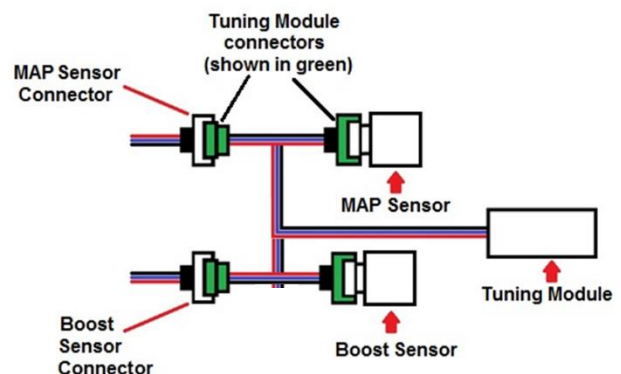 Tuning Module
connectors
(shown in green)
MAP Sensor
Connector
MAP Sensor
Tuning Module
Boost
Sensor
Connector
Boost Sensor